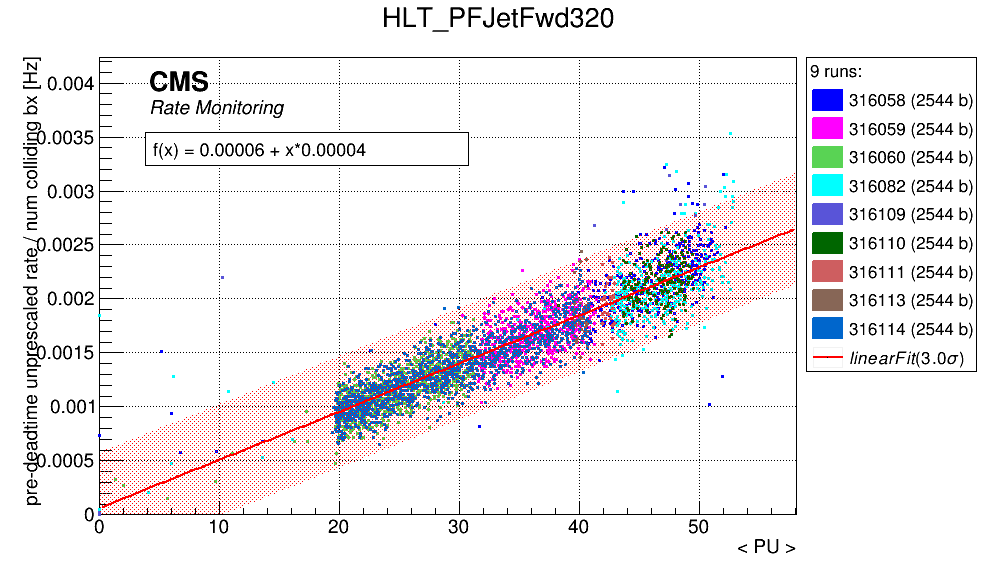 HLT_PFJetFwd320
pre-deadtime unprescaled rate / num colliding bx [Hz]
0.004
0.0035
0.003
0.0025
0.002
0.0015
0.001
0.0005
0
CMS
Rate Monitoring
f(x) = 0.00006 + x*0.00004
0 10 20 30 40 50
< PU >
9 runs:
316058 (2544 b)
316059 (2544 b)
316060 (2544 b)
316082 (2544 b)
316109 (2544 b)
316110 (2544 b)
316111 (2544 b)
316113 (2544 b)
316114 (2544 b)
linearFit(3.0σ)